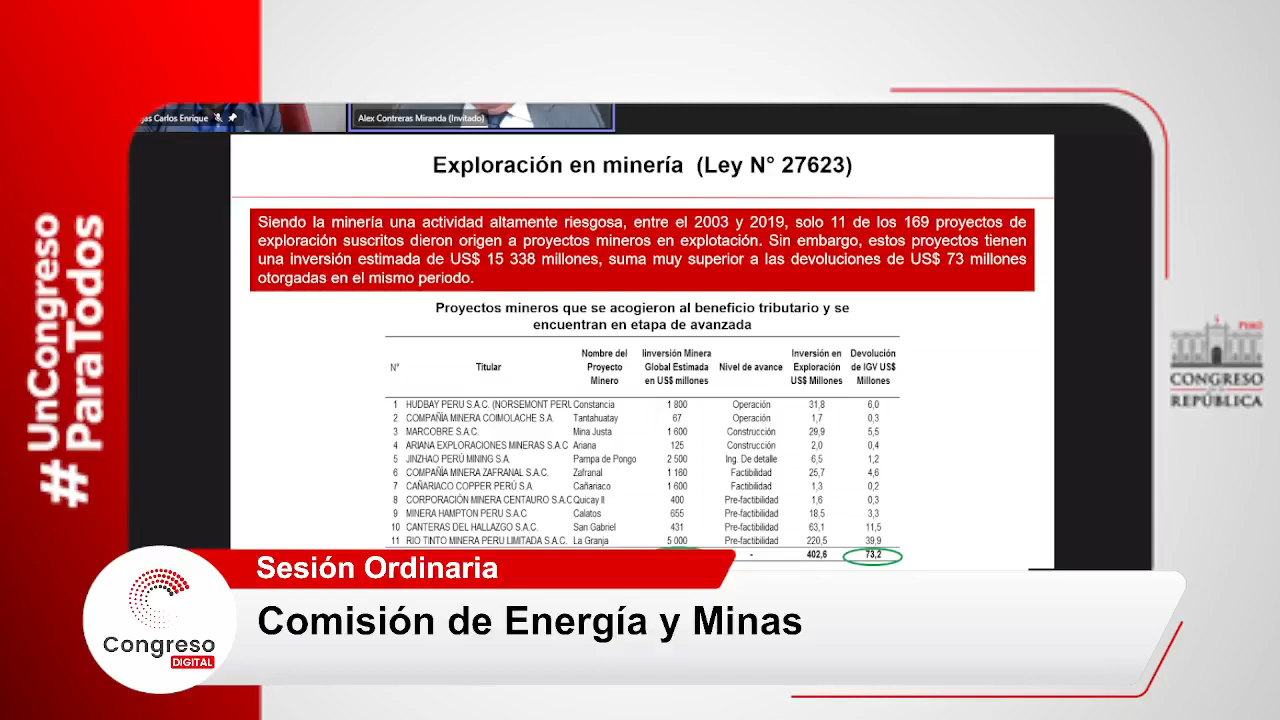 #UnCongreso
ParaTodos
Carlos Enrique
Alex Contreras Miranda (Invitado)
Exploración en minería (Ley N° 27623)
Siendo la minería una actividad altamente riesgosa, entre el 2003 y 2019, solo 11 de los 169 proyectos de
exploración suscritos dieron origen a proyectos mineros en explotación. Sin embargo, estos proyectos tienen
una inversión estimada de US$ 15 338 millones, suma muy superior a las devoluciones de US$ 73 millones
otorgadas en el mismo periodo.
Proyectos mineros que se acogieron al beneficio tributario y se
encuentran en etapa de avanzada
N° Titular Nombre del Proyecto Minero Iinversión Minera Global Estimada en US$ millones Nivel de avance Inversión en Exploración US$ Millones Devolución de IGV US$ Millones
1 HUDBAY PERU S.A.C. (NORSEMONT PERU Constancia 1 800 Operación 31,8 6,0
2 COMPAÑÍA MINERA COIMOLACHE S.A. Tantahuatay 67 Operación 1,7 0,3
3 MARCOBRE S.A.C. Mina Justa 1 600 Construcción 29,9 5,5
4 ARIANA EXPLORACIONES MINERAS S.A.C Ariana 125 Construcción 2,0 0,4
5 JINZHAO PERÚ MINING S.A. Pampa de Pongo 2 500 Ing. De detalle 6,5 1,2
6 COMPAÑÍA MINERA ZAFRANAL S.A.C. Zafranal 1 160 Factibilidad 25,7 4,6
7 CAÑARIACO COPPER PERÚ S.A Cañariaco 1 600 Factibilidad 1,3 0,2
8 CORPORACIÓN MINERA CENTAURO S.A.C Quicay II 400 Pre-factibilidad 1,6 0,3
9 MINERA HAMPTON PERU S.A.C Calatos 655 Pre-factibilidad 18,5 3,3
10 CANTERAS DEL HALLAZGO S.A.C. San Gabriel 431 Pre-factibilidad 63,1 11,5
11 RIO TINTO MINERA PERU LIMITADA S.A.C. La Granja 5 000 Pre-factibilidad 220,5 39,9
- 402,6 73,2
Sesión Ordinaria
Comisión de Energía y Minas
Congreso
DIGITAL
PERÚ
CONGRESO
de la
REPÚBLICA